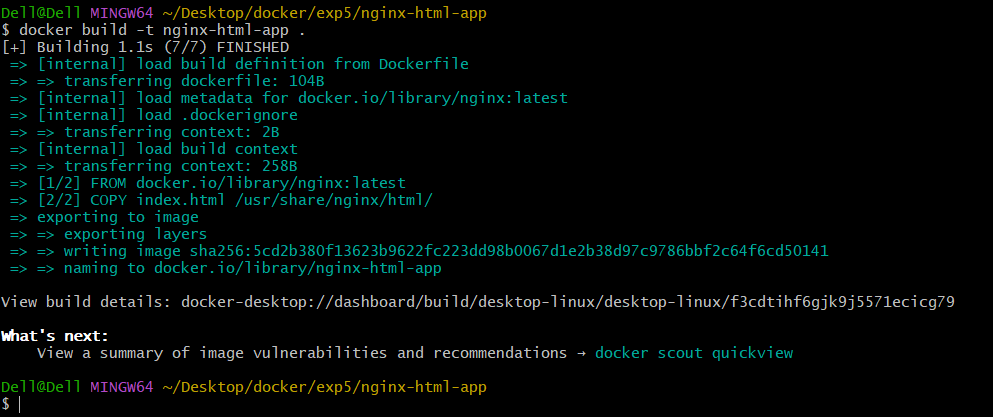 Dell@Dell MINGW64 ~/Desktop/docker/exp5/nginx-html-app
$ docker build -t nginx-html-app .
[+] Building 1.1s (7/7) FINISHED
=> [internal] load build definition from Dockerfile
=> => transferring dockerfile: 104B
=> [internal] load metadata for docker.io/library/nginx:latest
=> [internal] load .dockerignore
=> => transferring context: 2B
=> [internal] load build context
=> => transferring context: 258B
=> [1/2] FROM docker.io/library/nginx:latest
=> [2/2] COPY index.html /usr/share/nginx/html/
=> exporting to image
=> => exporting layers
=> => writing image sha256:5cd2b380f13623b9622fc223dd98b0067d1e2b38d97c9786bbf2c64f6cd50141
=> => naming to docker.io/library/nginx-html-app
View build details: docker-desktop://dashboard/build/desktop-linux/desktop-linux/f3cdtihf6gjk9j5571ecicg79
What's next:
View a summary of image vulnerabilities and recommendations → docker scout quickview
Dell@Dell MINGW64 ~/Desktop/docker/exp5/nginx-html-app
$